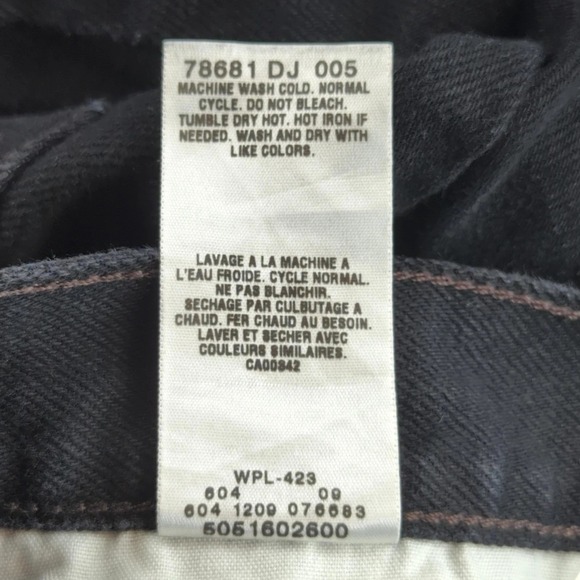 78681 DJ 005
MACHINE WASH COLD. NORMAL
CYCLE. DO NOT BLEACH.
TUMBLE DRY HOT. HOT IRON IF
NEEDED. WASH AND DRY WITH
LIKE COLORS.
LAVAGE A LA MACHINE A
L'EAU FROIDE. CYCLE NORMAL.
NE PAS BLANCHIR.
SECHAGE PAR CULBUTAGE A
CHAUD. FER CHAUD AU BESOIN.
LAVER ET SECHER AVEC
COULEURS SIMILAIRES.
CA00342
WPL-423
604 09
604 1209 076683
5051602600